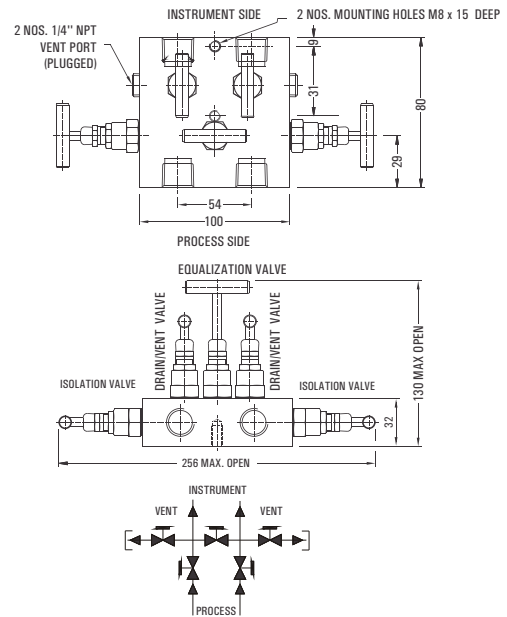 INSTRUMENT SIDE
2 NOS. MOUNTING HOLES M8 x 15 DEEP
2 NOS. 1/4" NPT
VENT PORT
(PLUGGED)
9
31
80
29
54
100
PROCESS SIDE
EQUALIZATION VALVE
DRAIN/VENT VALVE
DRAIN/VENT VALVE
130 MAX OPEN
ISOLATION VALVE
ISOLATION VALVE
32
256 MAX. OPEN
INSTRUMENT
VENT
VENT
PROCESS